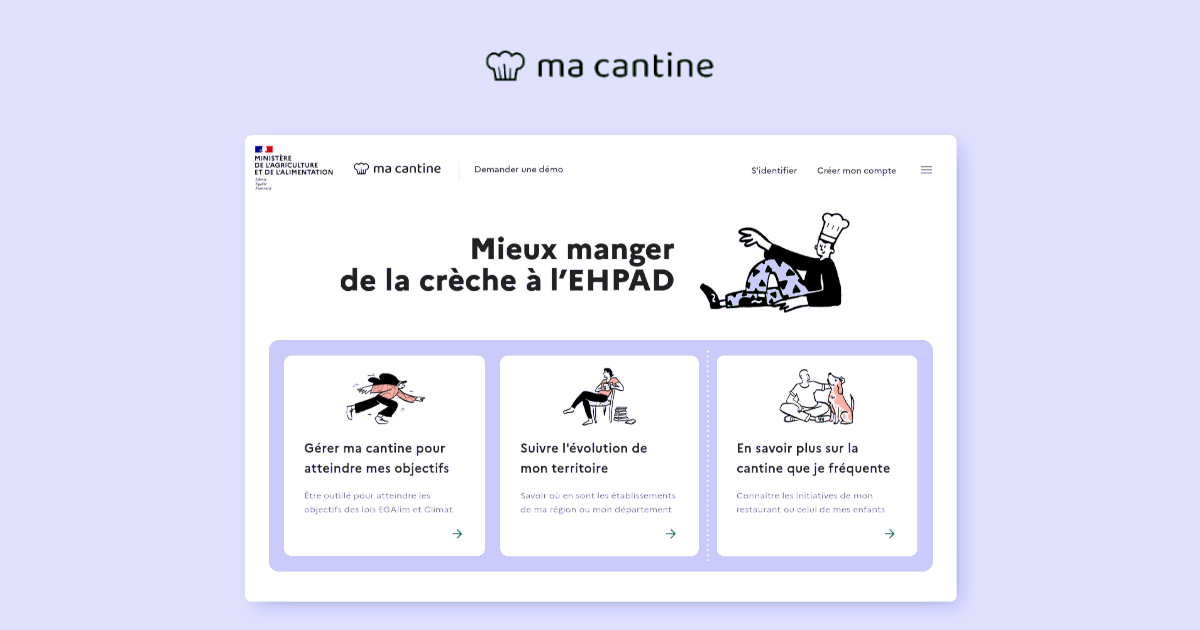 ma cantine
MINISTÈRE
DE L'AGRICULTURE
ET DE L'ALIMENTATION
Liberté
Égalité
Fraternité
ma cantine
Demander une démo
S'identifier
Créer mon compte
Mieux manger
de la crèche à l'EHPAD
Gérer ma cantine pour
atteindre mes objectifs
Être outillé pour atteindre les
objectifs des lois EGAlim et Climat
Suivre l'évolution de
mon territoire
Savoir où en sont les établissements
de ma région ou mon département
En savoir plus sur la
cantine que je fréquente
Connaître les initiatives de mon
restaurant ou celui de mes enfants